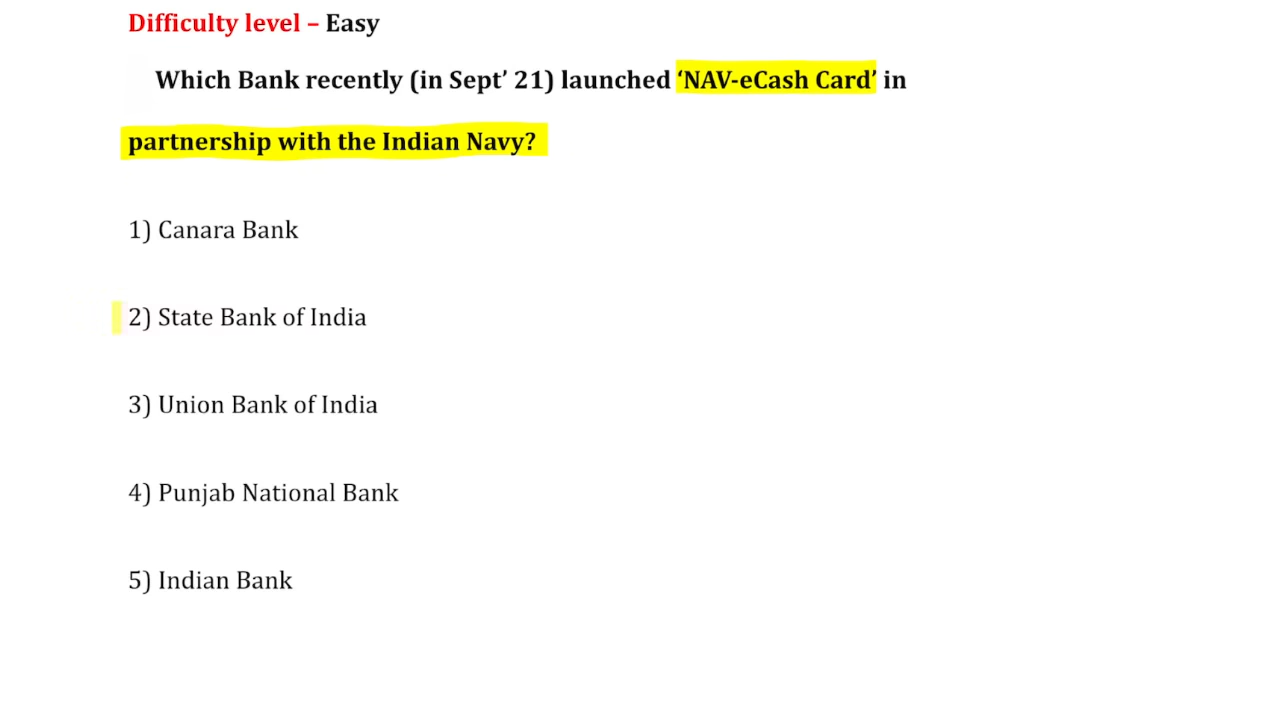 Difficulty level – Easy
Which Bank recently (in Sept’ 21) launched ‘NAV-eCash Card’ in
partnership with the Indian Navy?
1) Canara Bank
2) State Bank of India
3) Union Bank of India
4) Punjab National Bank
5) Indian Bank